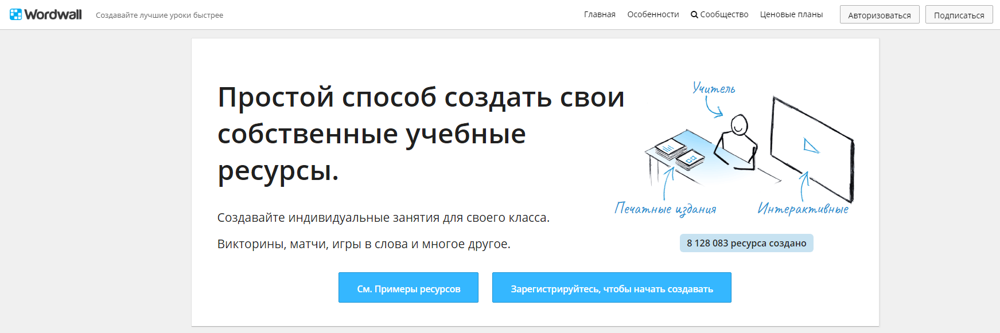 Wordwall Создавайте лучшие уроки быстрее Главная Особенности Сообщество Ценовые планы Авторизоваться Подписаться
Простой способ создать свои
собственные учебные
ресурсы.
Создавайте индивидуальные занятия для своего класса.
Викторины, матчи, игры в слова и многое другое.
Учитель
Печатные издания
Интерактивные
8 128 083 ресурса создано
См. Примеры ресурсов
Зарегистрируйтесь, чтобы начать создавать